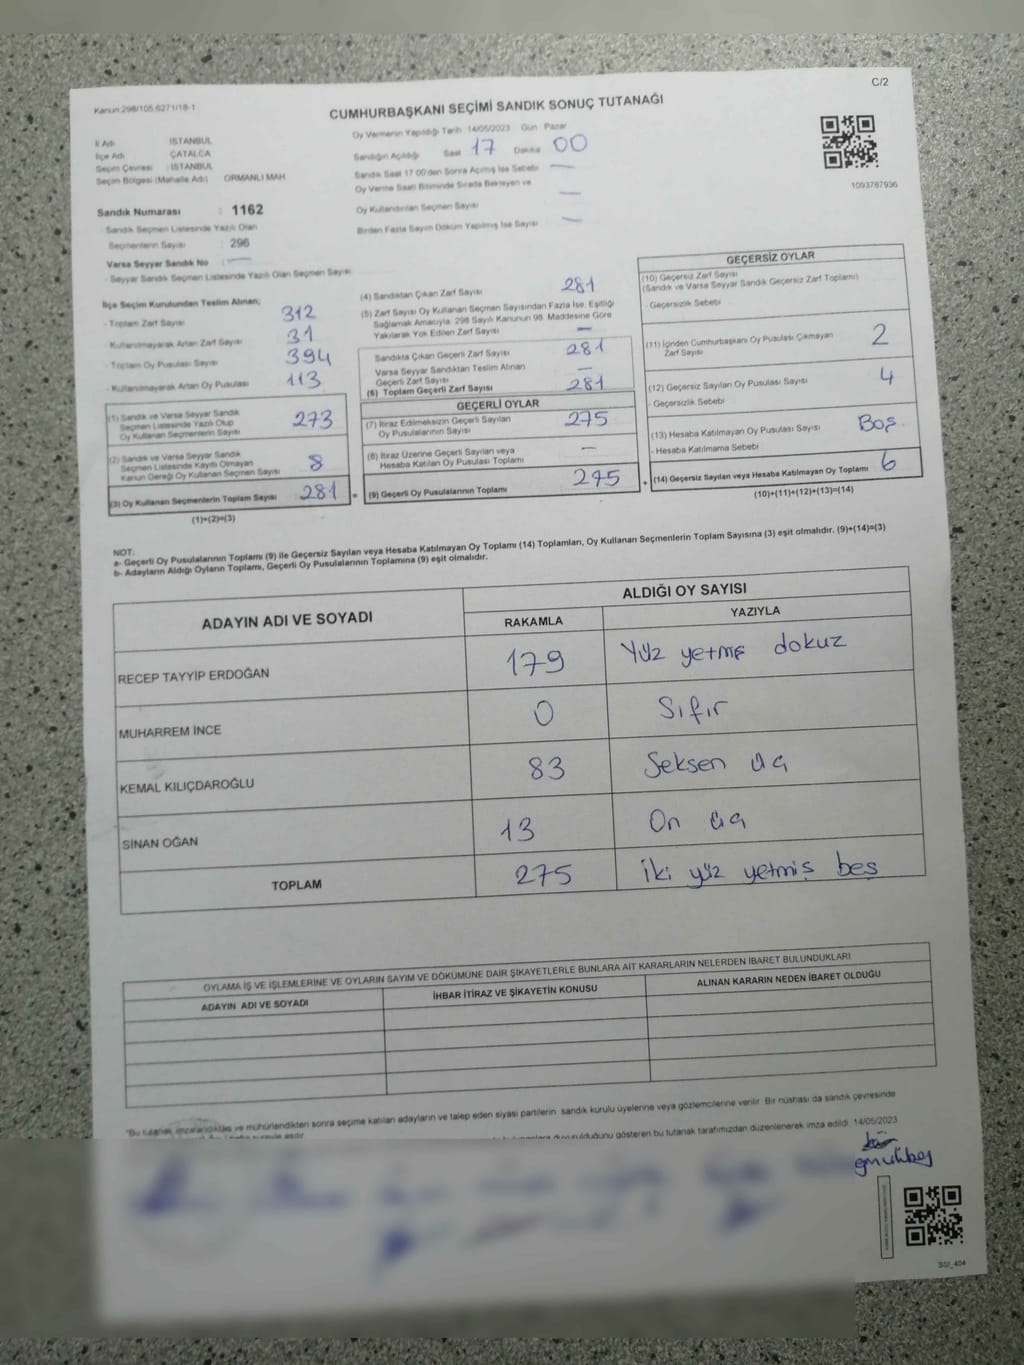 C/2
Kanun:298/105,6271/18-1
CUMHURBAŞKANI SEÇİMİ SANDIK SONUÇ TUTANAĞI
İl Adı : İSTANBUL
İlçe Adı : ÇATALCA
Seçim Çevresi : İSTANBUL
Seçim Bölgesi (Mahalle Adı) ORMANLI MAH
Sandık Numarası : 1162
- Sandık Seçmen Listesinde Yazılı Olan
Seçmenlerin Sayısı : 296
Varsa Seyyar Sandık No : —
- Seyyar Sandık Seçmen Listesinde Yazılı Olan Seçmen Sayısı
Oy Vermenin Yapıldığı Tarih 14/05/2023 Gün Pazar
Sandığın Açıldığı Saat 17 Dakika 00
Sandık Saat 17:00'den Sonra Açılmış İse Sebebi —
Oy Verme Saati Bitiminde Sırada Bekleyen ve
Oy Kullandırılan Seçmen Sayısı —
Birden Fazla Sayım Döküm Yapılmış İse Sayısı —
1093787936
İlçe Seçim Kurulundan Teslim Alınan;
- Toplam Zarf Sayısı 312
- Kullanılmayarak Artan Zarf Sayısı 31
- Toplam Oy Pusulası Sayısı 394
- Kullanılmayarak Artan Oy Pusulası 113
(1) Sandık ve Varsa Seyyar Sandık
Seçmen Listesinde Yazılı Olup
Oy Kullanan Seçmenlerin Sayısı 273
(2) Sandık ve Varsa Seyyar Sandık
Seçmen Listesinde Kayıtlı Olmayan
Kanun Gereği Oy Kullanan Seçmen Sayısı 8
(3) Oy Kullanan Seçmenlerin Toplam Sayısı 281 =
(1)+(2)=(3)
(4) Sandıktan Çıkan Zarf Sayısı 281
(5) Zarf Sayısı Oy Kullanan Seçmen Sayısından Fazla İse, Eşitliği
Sağlamak Amacıyla; 298 Sayılı Kanunun 98. Maddesine Göre
Yakılarak Yok Edilen Zarf Sayısı —
Sandıkta Çıkan Geçerli Zarf Sayısı 281
Varsa Seyyar Sandıktan Teslim Alınan
Geçerli Zarf Sayısı —
(6) Toplam Geçerli Zarf Sayısı 281
GEÇERLİ OYLAR
(7) İtiraz Edilmeksizin Geçerli Sayılan
Oy Pusulalarının Sayısı 275
(8) İtiraz Üzerine Geçerli Sayılan veya
Hesaba Katılan Oy Pusulası Toplamı —
(9) Geçerli Oy Pusulalarının Toplamı 275 +
GEÇERSİZ OYLAR
(10) Geçersiz Zarf Sayısı
(Sandık ve Varsa Seyyar Sandık Geçersiz Zarf Toplamı)
- Geçersizlik Sebebi
(11) İçinden Cumhurbaşkanı Oy Pusulası Çıkmayan
Zarf Sayısı 2
(12) Geçersiz Sayılan Oy Pusulası Sayısı 4
- Geçersizlik Sebebi
(13) Hesaba Katılmayan Oy Pusulası Sayısı Boş
- Hesaba Katılmama Sebebi
(14) Geçersiz Sayılan veya Hesaba Katılmayan Oy Toplamı 6
(10)+(11)+(12)+(13)=(14)
NOT:
a- Geçerli Oy Pusulalarının Toplamı (9) ile Geçersiz Sayılan veya Hesaba Katılmayan Oy Toplamı (14) Toplamları, Oy Kullanan Seçmenlerin Toplam Sayısına (3) eşit olmalıdır. (9)+(14)=(3)
b- Adayların Aldığı Oyların Toplamı, Geçerli Oy Pusulalarının Toplamına (9) eşit olmalıdır.
ADAYIN ADI VE SOYADI
ALDIĞI OY SAYISI
RAKAMLA YAZIYLA
RECEP TAYYİP ERDOĞAN 179 Yüz yetmiş dokuz
MUHARREM İNCE 0 Sıfır
KEMAL KILIÇDAROĞLU 83 Seksen üç
SİNAN OĞAN 13 On üç
TOPLAM 275 İki yüz yetmiş beş
OYLAMA İŞ VE İŞLEMLERİNE VE OYLARIN SAYIM VE DÖKÜMÜNE DAİR ŞİKAYETLERLE BUNLARA AİT KARARLARIN NELERDEN İBARET BULUNDUKLARI
ADAYIN ADI VE SOYADI İHBAR İTİRAZ VE ŞİKAYETİN KONUSU ALINAN KARARIN NEDEN İBARET OLDUĞU
*Bu tutanak imzalandıktan ve mühürlendikten sonra seçime katılan adayların ve talep eden siyasi partilerin sandık kurulu üyelerine veya gözlemcilerine verilir. Bir nüshası da sandık çevresinde
olduğunu gösteren bu tutanak tarafımızdan düzenlenerek imza edildi. 14/05/2023
SSI_404